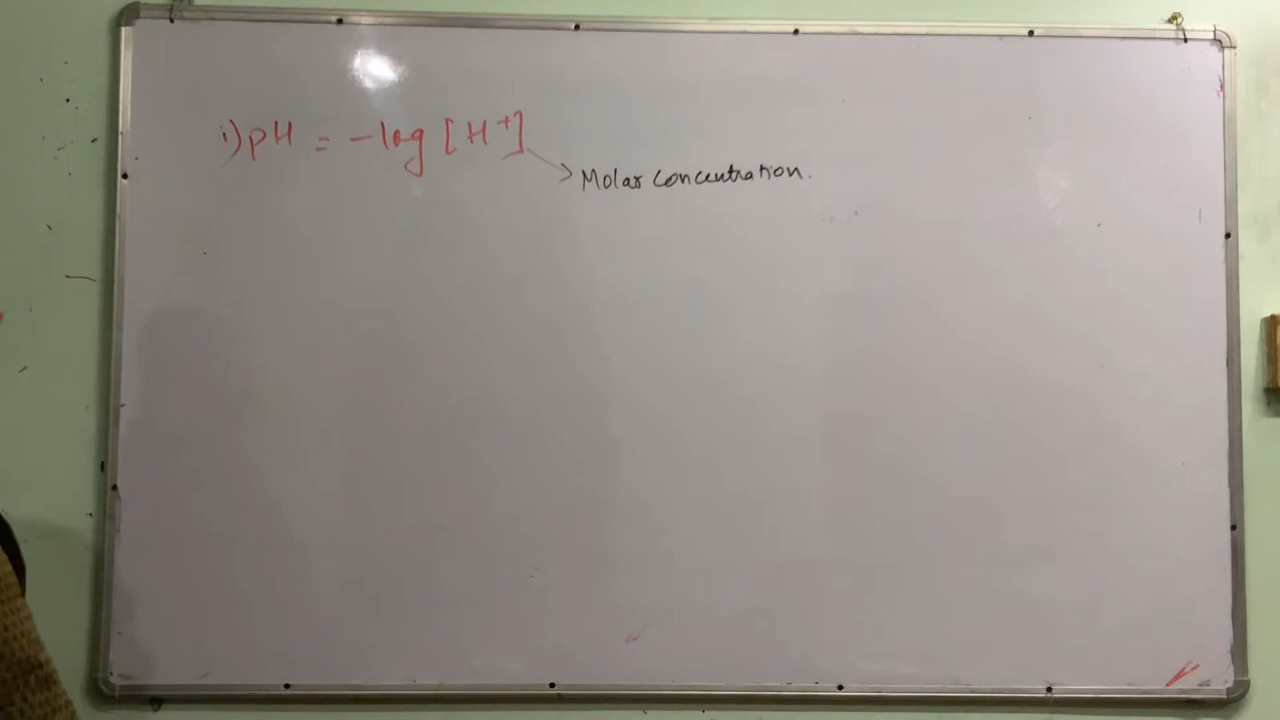 i) pH = -log [H+]
Molar concentration.